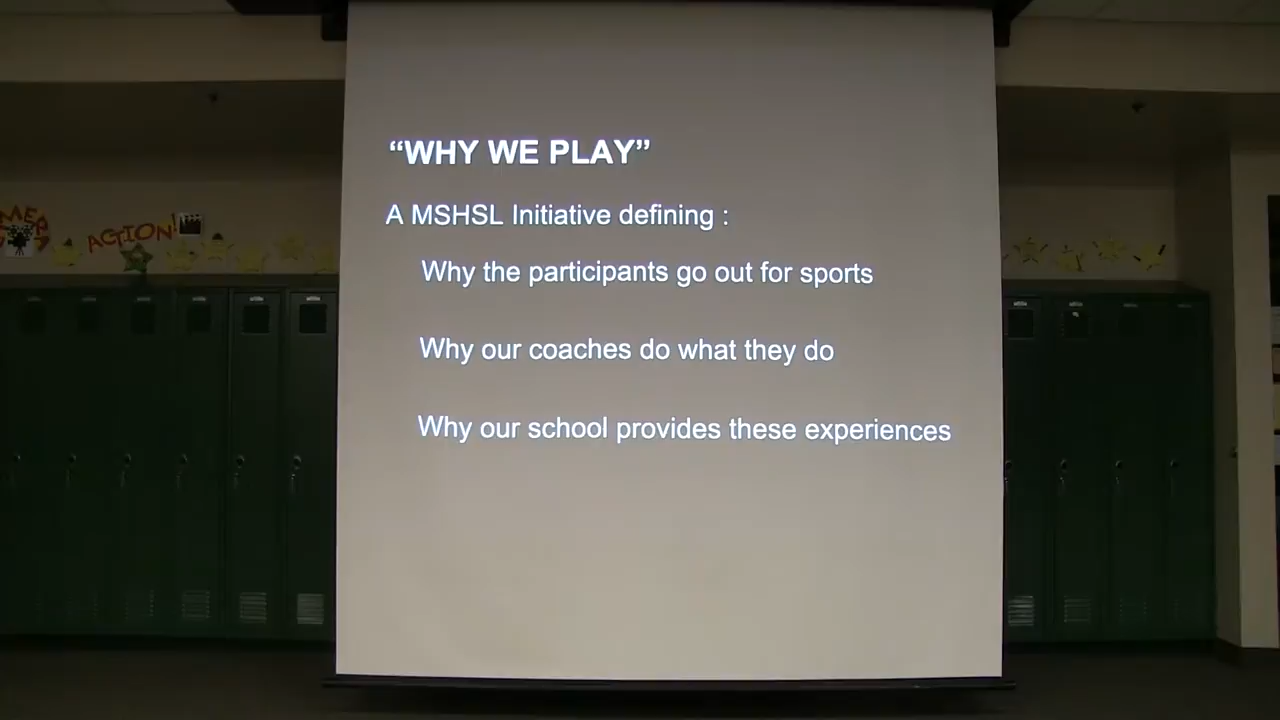 “WHY WE PLAY”
A MSHSL Initiative defining :
Why the participants go out for sports
Why our coaches do what they do
Why our school provides these experiences
ACTION!